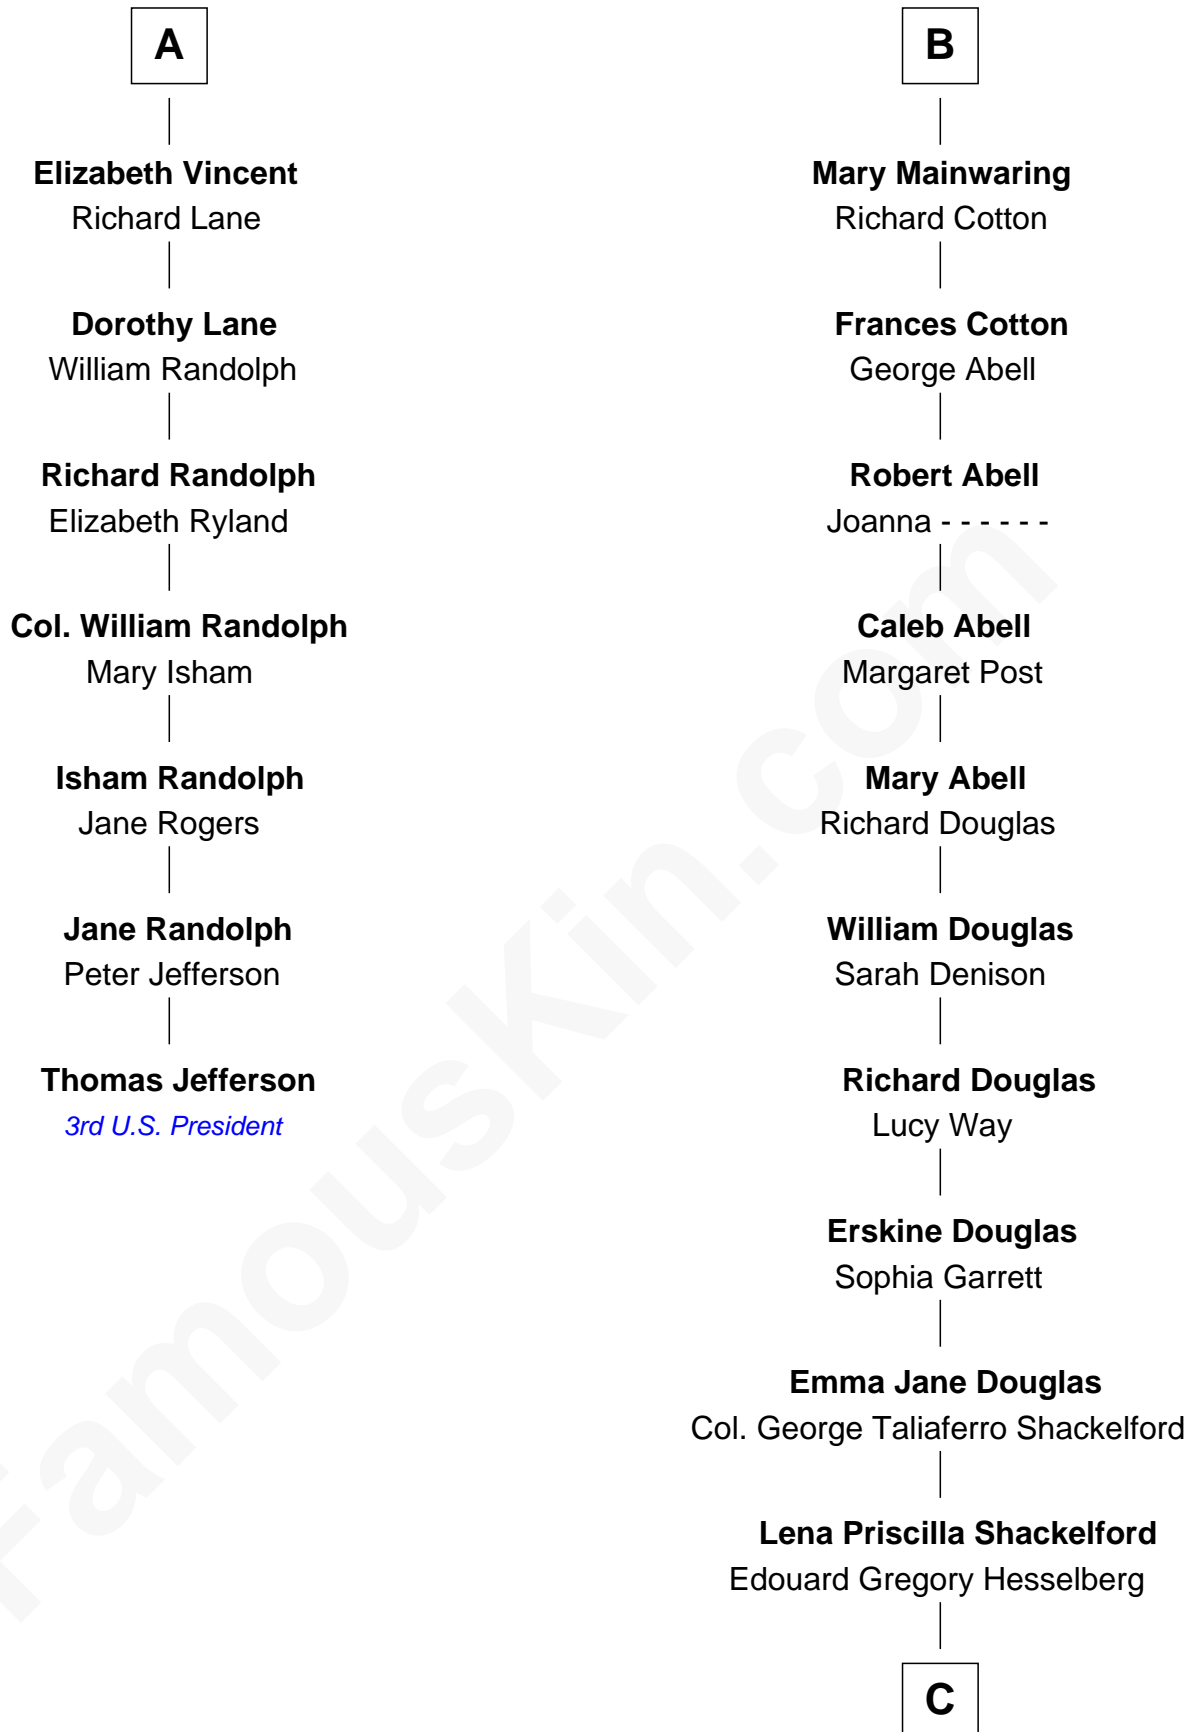 A
Elizabeth Vincent
Richard Lane
Dorothy Lane
William Randolph
Richard Randolph
Elizabeth Ryland
Col. William Randolph
Mary Isham
Isham Randolph
Jane Rogers
Jane Randolph
Peter Jefferson
Thomas Jefferson
3rd U.S. President
B
Mary Mainwaring
Richard Cotton
Frances Cotton
George Abell
Robert Abell
Joanna - - - - - -
Caleb Abell
Margaret Post
Mary Abell
Richard Douglas
William Douglas
Sarah Denison
Richard Douglas
Lucy Way
Erskine Douglas
Sophia Garrett
Emma Jane Douglas
Col. George Taliaferro Shackelford
Lena Priscilla Shackelford
Edouard Gregory Hesselberg
C
FamousKin.com